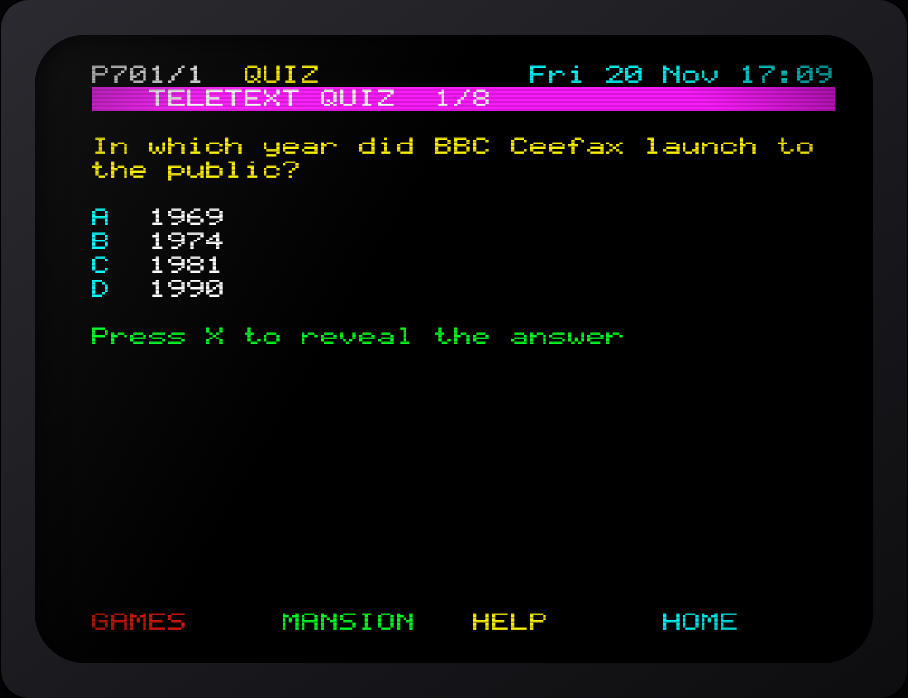 P701/1 QUIZ Fri 20 Nov 17:09
TELETEXT QUIZ 1/8
In which year did BBC Ceefax launch to
the public?
A 1969
B 1974
C 1981
D 1990
Press X to reveal the answer
GAMES MANSION HELP HOME